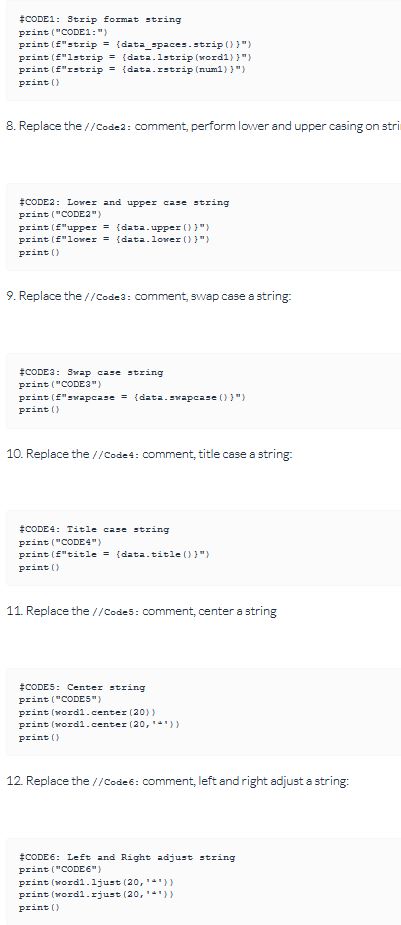 #CODE1: Strip format string
print("CODE1:")
print(f"strip = {data_spaces.strip()}")
print(f"lstrip = {data.lstrip(word1)}")
print(f"rstrip = {data.rstrip(num1)}")
print()
8. Replace the //Code2: comment, perform lower and upper casing on stri
#CODE2: Lower and upper case string
print("CODE2")
print(f"upper = {data.upper()}")
print(f"lower = {data.lower()}")
print()
9. Replace the //Code3: comment, swap case a string:
#CODE3: Swap case string
print("CODE3")
print(f"swapcase = {data.swapcase()}")
print()
10. Replace the //Code4: comment, title case a string:
#CODE4: Title case string
print("CODE4")
print(f"title = {data.title()}")
print()
11. Replace the //Code5: comment, center a string
#CODE5: Center string
print("CODE5")
print(word1.center(20))
print(word1.center(20,'*'))
print()
12. Replace the //Code6: comment, left and right adjust a string:
#CODE6: Left and Right adjust string
print("CODE6")
print(word1.ljust(20,'*'))
print(word1.rjust(20,'*'))
print()